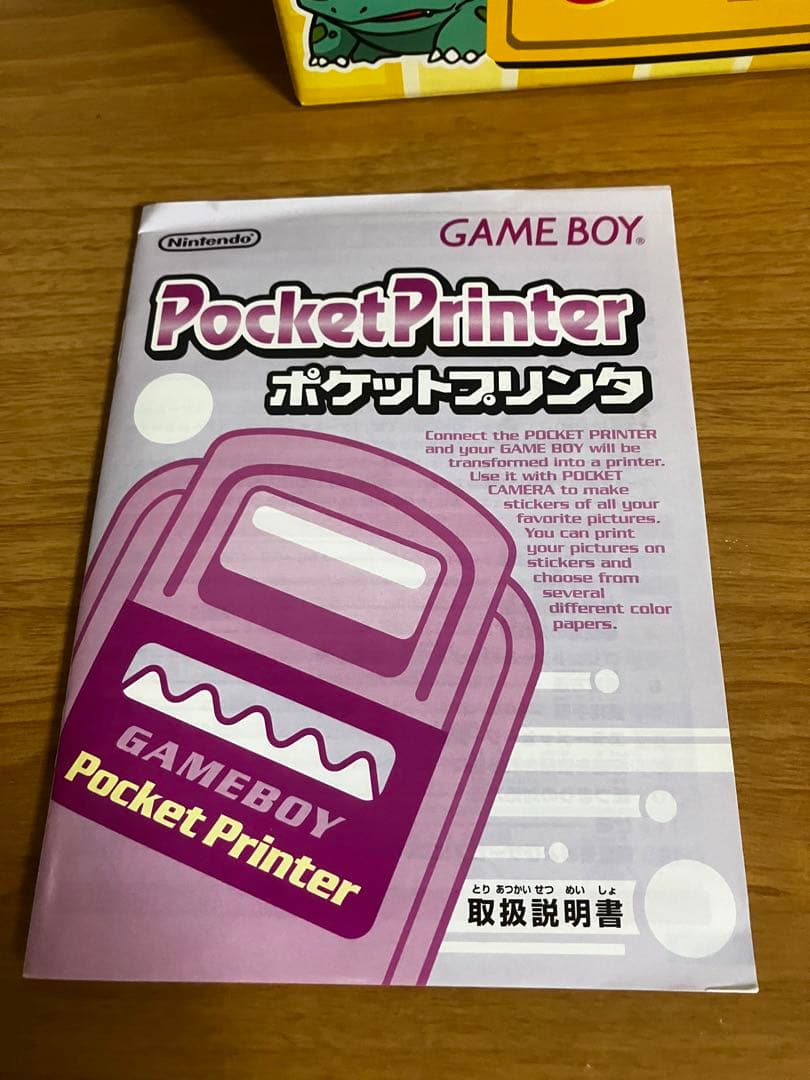 Nintendo®
GAME BOY®
PocketPrinter
ポケットプリンタ
Connect the POCKET PRINTER
and your GAME BOY will be
transformed into a printer.
Use it with POCKET
CAMERA to make
stickers of all your
favorite pictures.
You can print
your pictures on
stickers and
choose from
several
different color
papers.
GAMEBOY
Pocket Printer
とり あつかい せつ めい しょ
取扱説明書